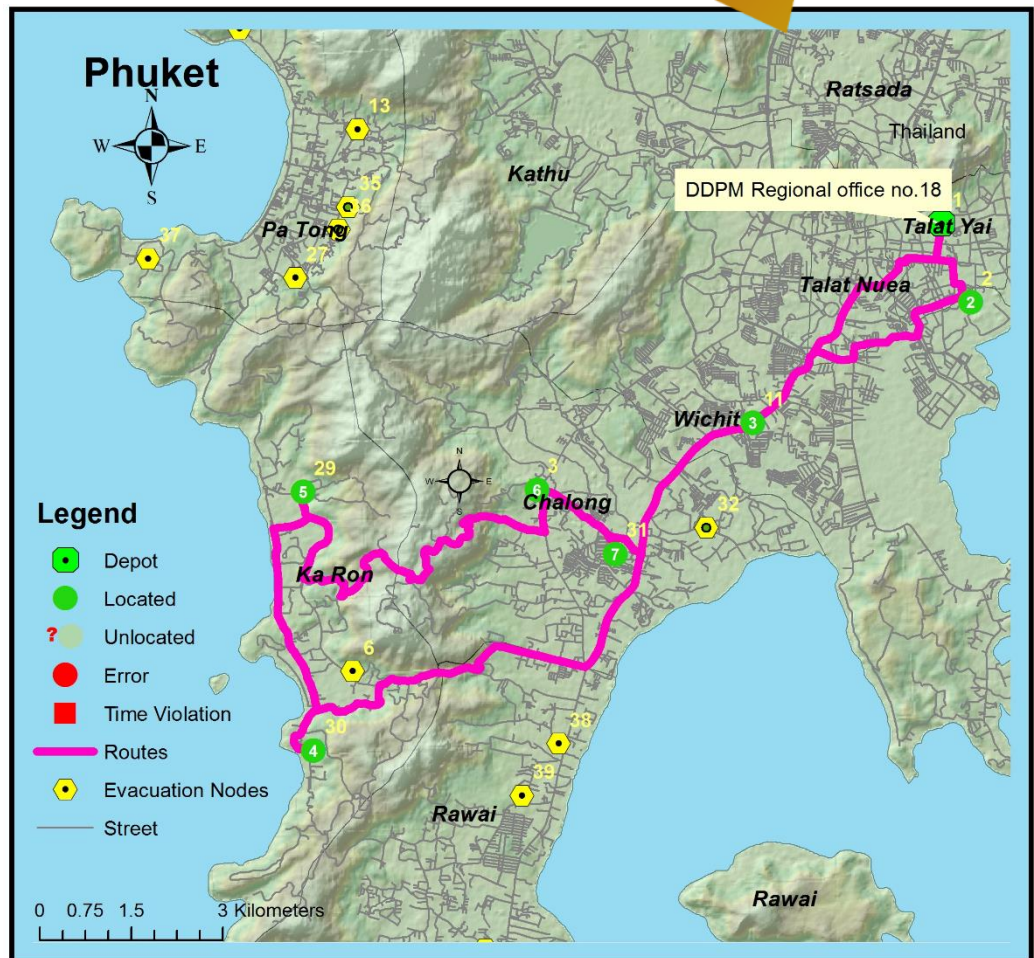 Phuket
N
W
E
S
13
35
36
Pa Tong
27
37
Kathu
Ratsada
Thailand
DDPM Regional office no.18
1
Talat Yai
Talat Nuea
2
2
11
Wichit
3
N
W
E
S
29
5
3
6
Chalong
31
7
32
Ka Ron
6
30
4
38
39
Rawai
Rawai
Legend
Depot
Located
? Unlocated
Error
Time Violation
Routes
Evacuation Nodes
Street
0 0.75 1.5 3 Kilometers